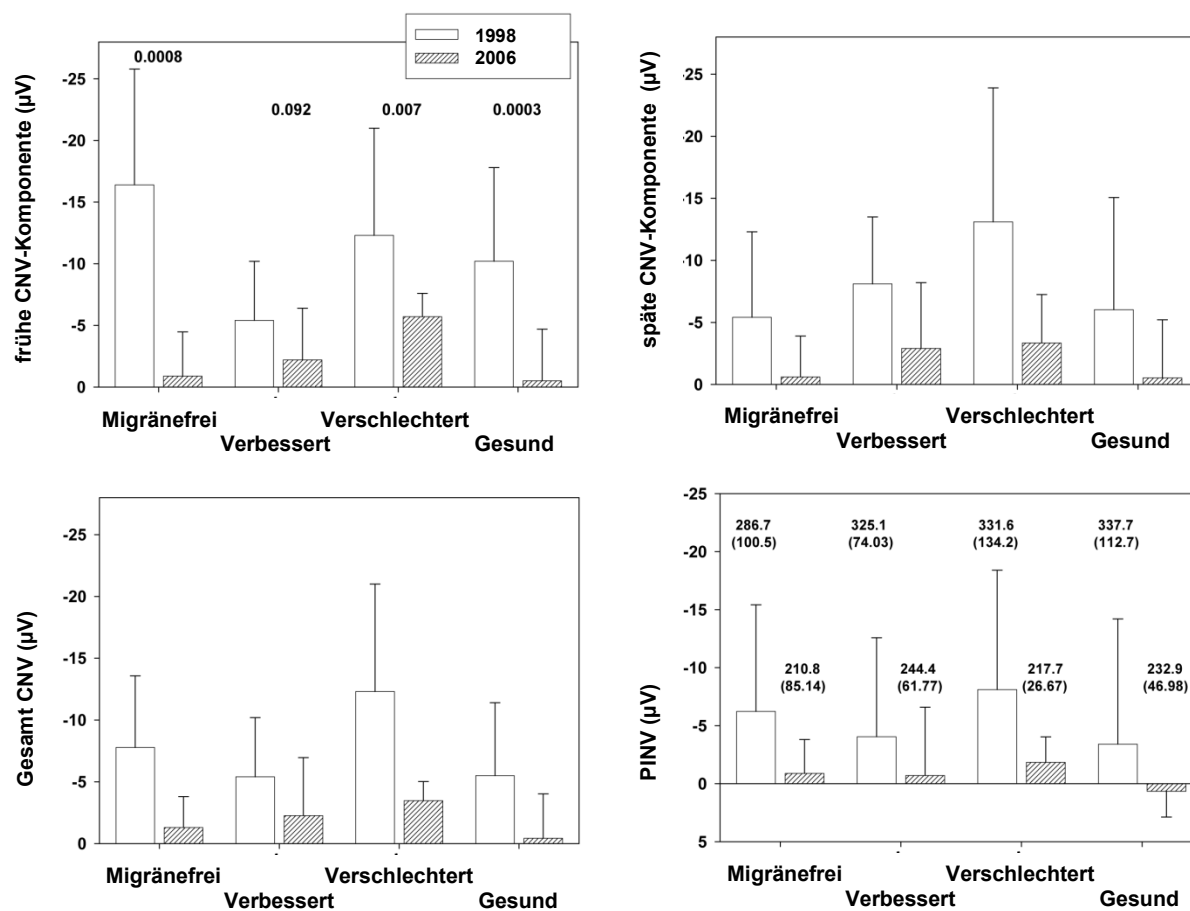 frühe CNV-Komponente (µV)
-25
-20
-15
-10
-5
0
0.0008
0.092
0.007
0.0003
1998
2006
Migränefrei
Verschlechtert
Verbessert
Gesund
späte CNV-Komponente (µV)
-25
-20
-15
-10
-5
0
Migränefrei
Verschlechtert
Verbessert
Gesund
Gesamt CNV (µV)
-25
-20
-15
-10
-5
0
Migränefrei
Verschlechtert
Verbessert
Gesund
PINV (µV)
-25
-20
-15
-10
-5
0
5
286.7
(100.5)
325.1
(74.03)
331.6
(134.2)
337.7
(112.7)
210.8
(85.14)
244.4
(61.77)
217.7
(26.67)
232.9
(46.98)
Migränefrei
Verschlechtert
Verbessert
Gesund